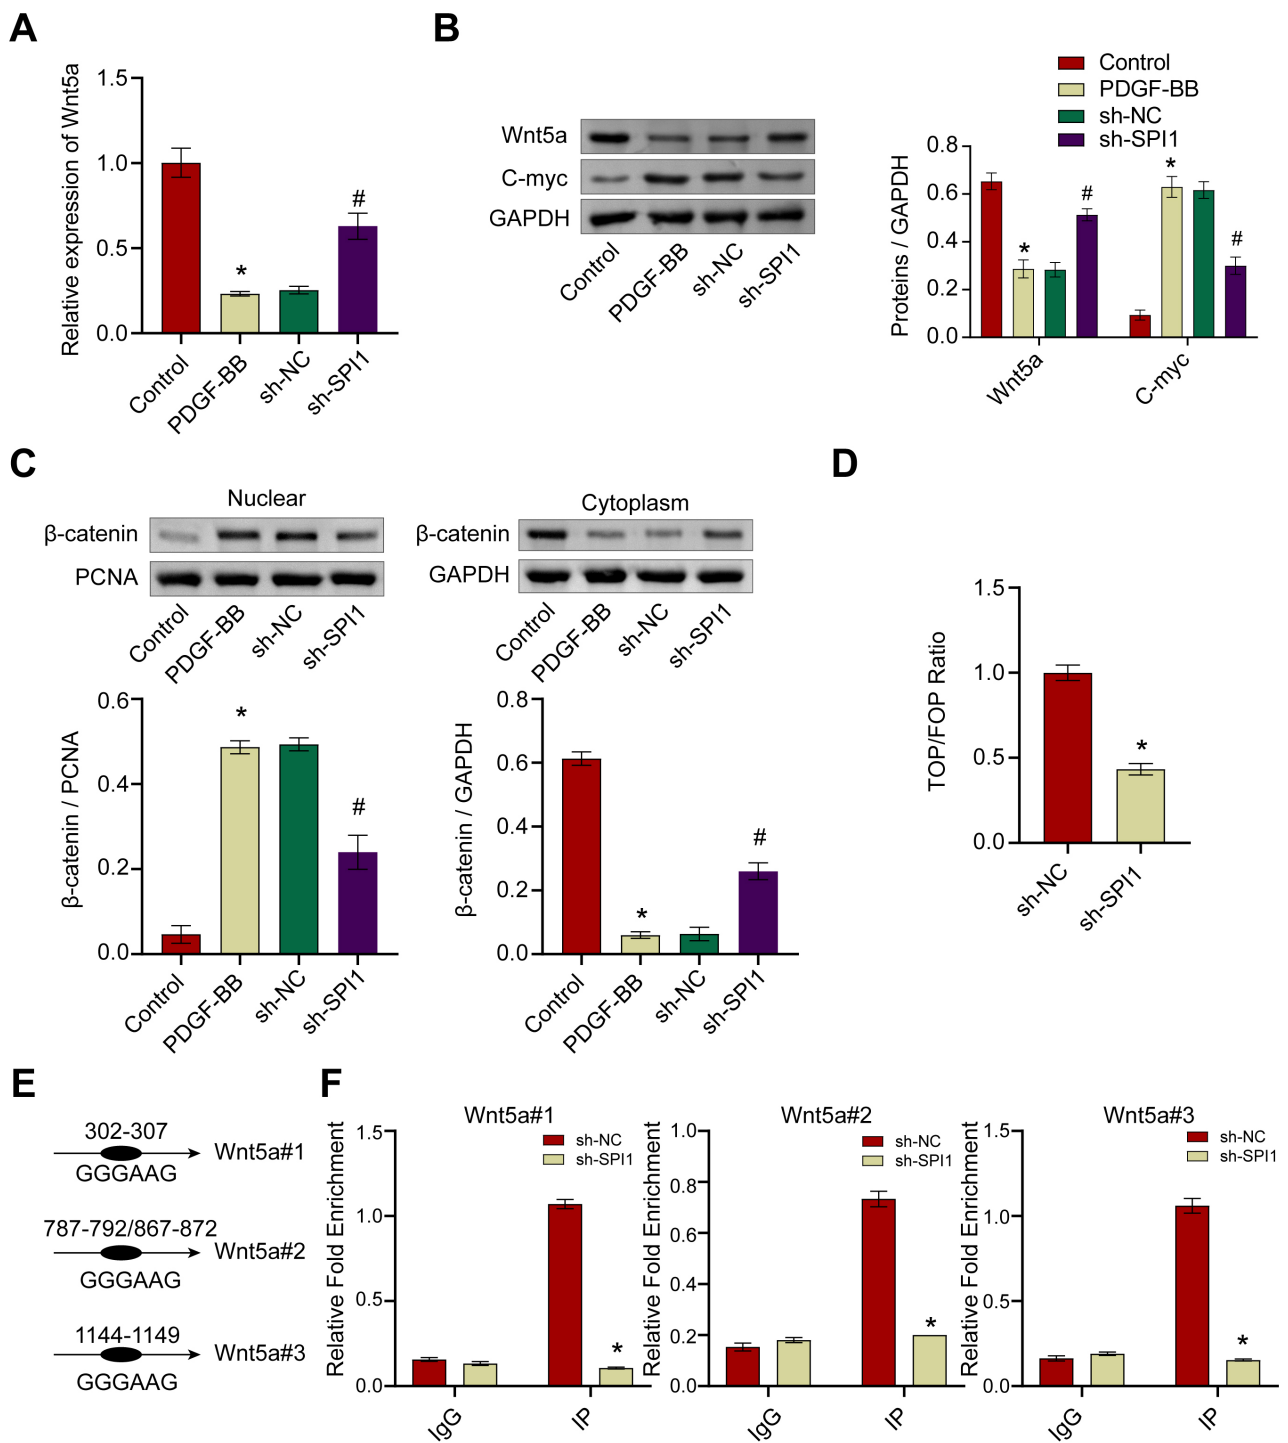 A
Relative expression of Wnt5a
1.5
1.0
0.5
0.0
*
#
Control
PDGF-BB
sh-NC
sh-SPI1
B
Wnt5a
C-myc
GAPDH
Control
PDGF-BB
sh-NC
sh-SPI1
Control
PDGF-BB
sh-NC
sh-SPI1
Proteins / GAPDH
0.8
0.6
0.4
0.2
0.0
*
#
*
#
Wnt5a
C-myc
C
Nuclear
β-catenin
PCNA
Control
PDGF-BB
sh-NC
sh-SPI1
Cytoplasm
β-catenin
GAPDH
Control
PDGF-BB
sh-NC
sh-SPI1
β-catenin / PCNA
0.6
0.4
0.2
0.0
*
#
Control
PDGF-BB
sh-NC
sh-SPI1
β-catenin / GAPDH
0.8
0.6
0.4
0.2
0.0
*
#
Control
PDGF-BB
sh-NC
sh-SPI1
D
TOP/FOP Ratio
1.5
1.0
0.5
0.0
*
sh-NC
sh-SPI1
E
302-307
GGGAAG
Wnt5a#1
787-792/867-872
GGGAAG
Wnt5a#2
1144-1149
GGGAAG
Wnt5a#3
F
Wnt5a#1
sh-NC
sh-SPI1
Relative Fold Enrichment
1.5
1.0
0.5
0.0
*
IgG
IP
Wnt5a#2
sh-NC
sh-SPI1
Relative Fold Enrichment
1.0
0.8
0.6
0.4
0.2
0.0
*
IgG
IP
Wnt5a#3
sh-NC
sh-SPI1
Relative Fold Enrichment
1.5
1.0
0.5
0.0
*
IgG
IP